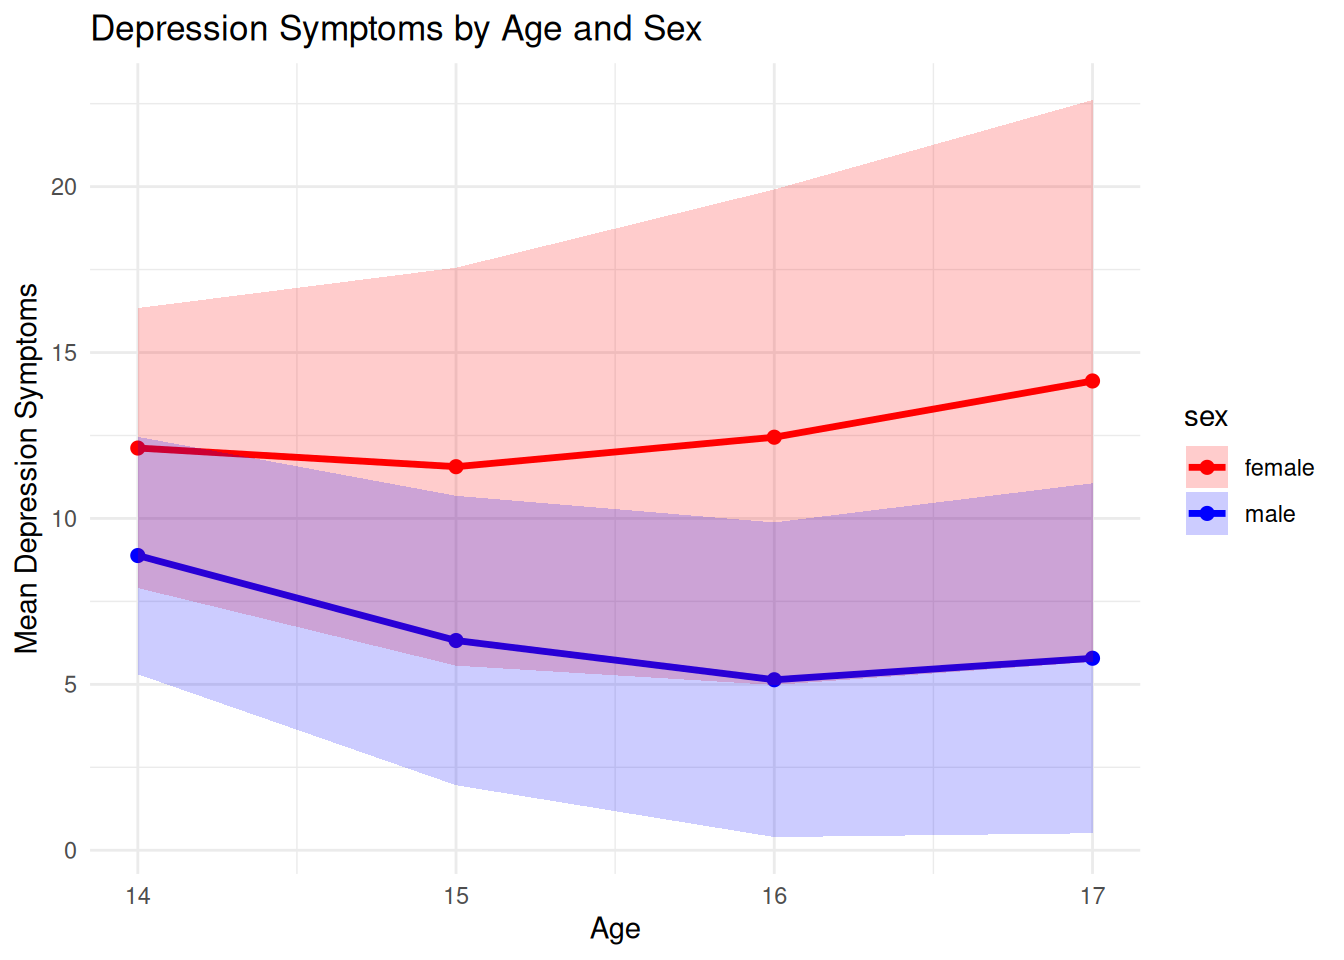 Depression Symptoms by Age and Sex
Mean Depression Symptoms
20
15
10
5
0
14 15 16 17
Age
sex
female
male